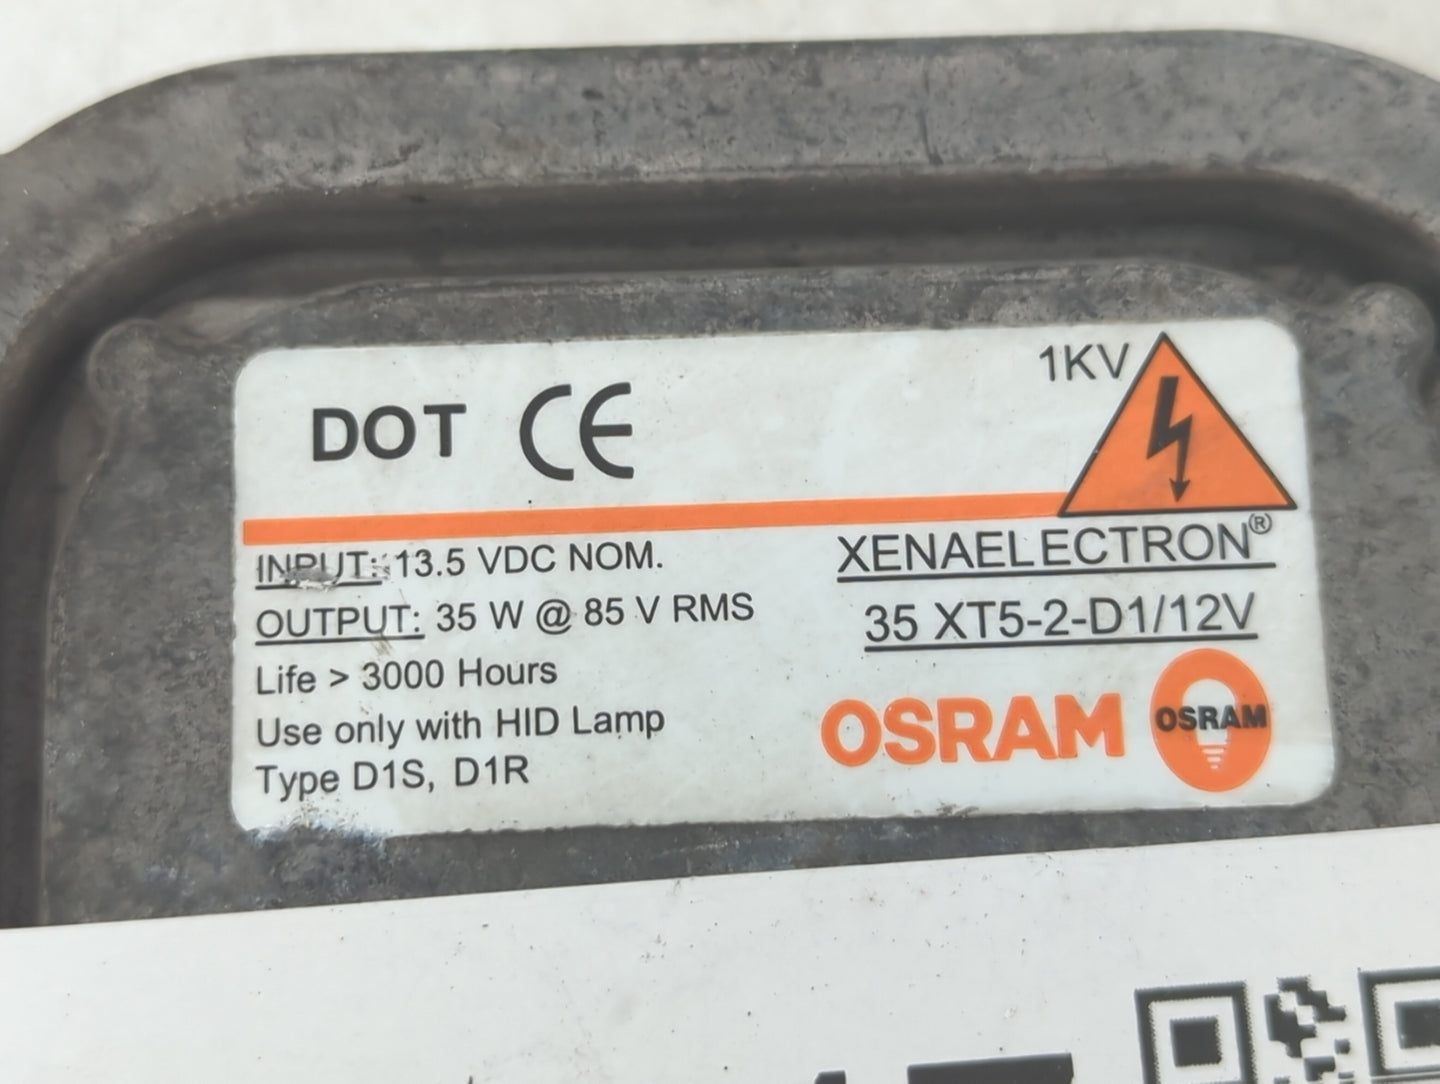 1KV
DOT CE
INPUT: 13.5 VDC NOM.
OUTPUT: 35 W @ 85 V RMS
Life > 3000 Hours
Use only with HID Lamp
Type D1S, D1R
XENAELECTRON®
35 XT5-2-D1/12V
OSRAM OSRAM